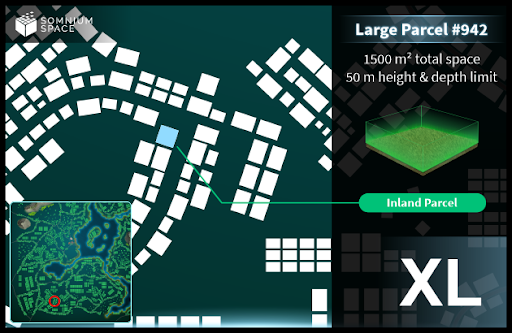 SOMNIUM
SPACE
Large Parcel #942
1500 m² total space
50 m height & depth limit
Inland Parcel
XL